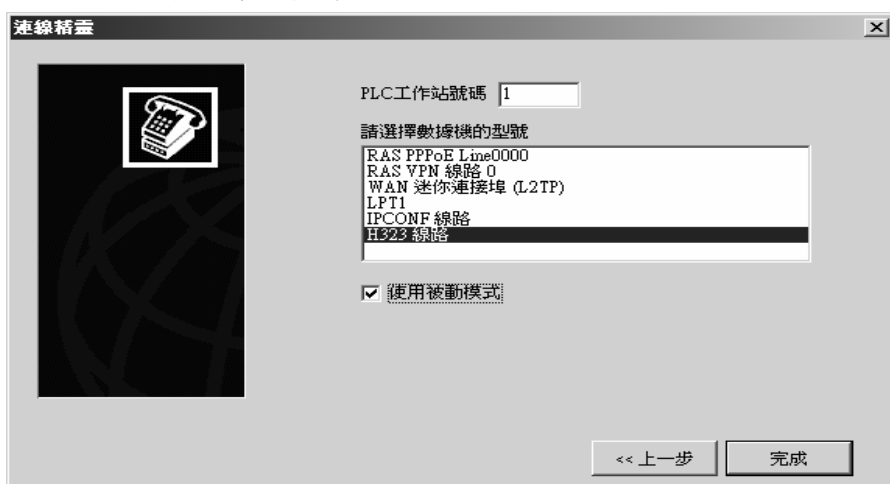 連線精靈
PLC工作站號碼 1
請選擇數據機的型號
RAS PPPoE Line0000
RAS VPN 線路 0
WAN 迷你連接埠 (L2TP)
LPT1
IPCONF 線路
H323 線路
使用被動模式
<< 上一步 完成